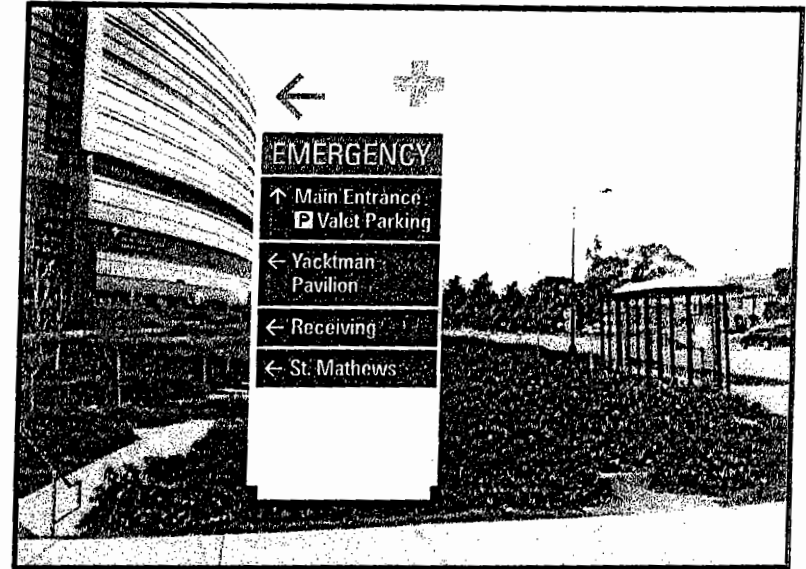 ←
EMERGENCY
↑ Main Entrance
P Valet Parking
← Yacktman
Pavilion
← Receiving
← St. Mathews